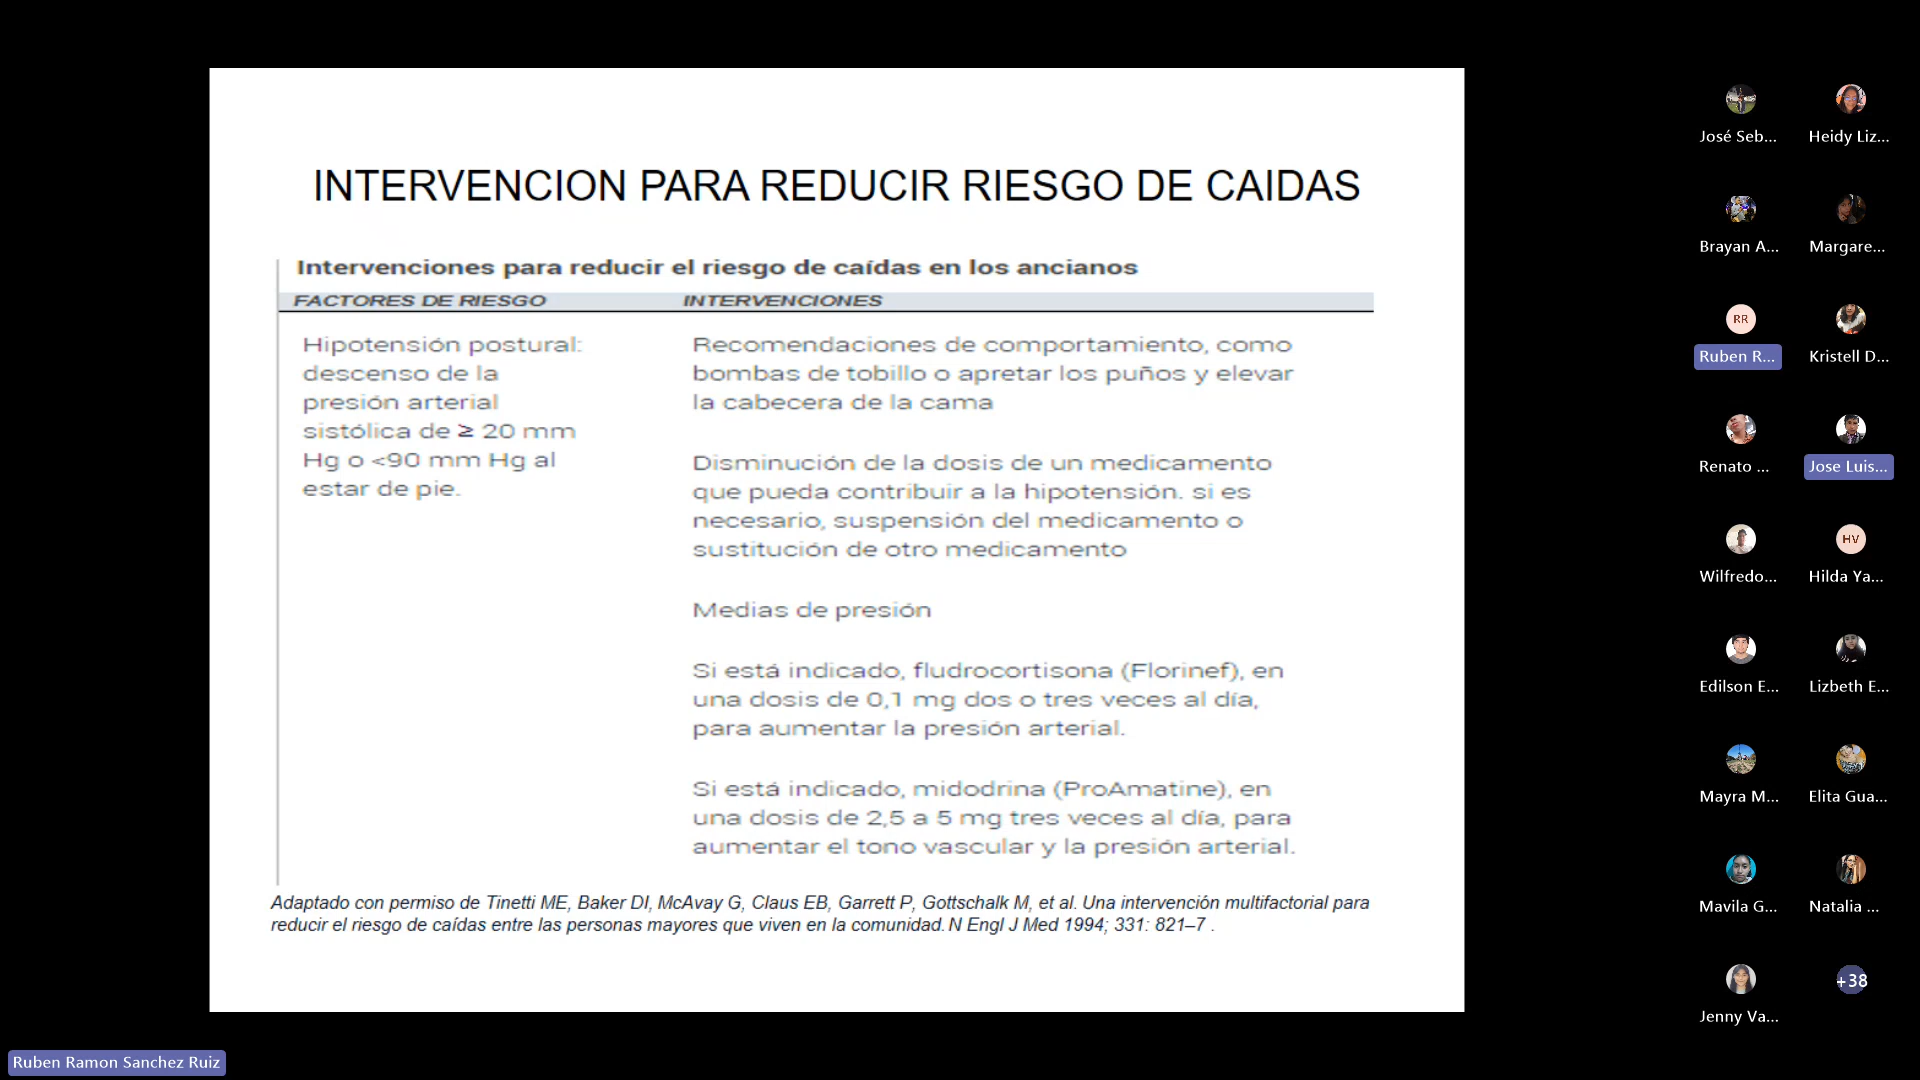 INTERVENCION PARA REDUCIR RIESGO DE CAIDAS
Intervenciones para reducir el riesgo de caídas en los ancianos
FACTORES DE RIESGO INTERVENCIONES
Hipotensión postural:
descenso de la
presión arterial
sistólica de ≥ 20 mm
Hg o <90 mm Hg al
estar de pie.
Recomendaciones de comportamiento, como
bombas de tobillo o apretar los puños y elevar
la cabecera de la cama
Disminución de la dosis de un medicamento
que pueda contribuir a la hipotensión. si es
necesario, suspensión del medicamento o
sustitución de otro medicamento
Medias de presión
Si está indicado, fludrocortisona (Florinef), en
una dosis de 0,1 mg dos o tres veces al día,
para aumentar la presión arterial.
Si está indicado, midodrina (ProAmatine), en
una dosis de 2,5 a 5 mg tres veces al día, para
aumentar el tono vascular y la presión arterial.
Adaptado con permiso de Tinetti ME, Baker DI, McAvay G, Claus EB, Garrett P, Gottschalk M, et al. Una intervención multifactorial para
reducir el riesgo de caídas entre las personas mayores que viven en la comunidad. N Engl J Med 1994; 331: 821–7 .
José Seb... Heidy Liz...
Brayan A... Margare...
RR
Ruben R... Kristell D...
Renato ... Jose Luis...
HV
Wilfredo... Hilda Ya...
Edilson E... Lizbeth E...
Mayra M... Elita Gua...
Mavila G... Natalia ...
+38
Jenny Va...
Ruben Ramon Sanchez Ruiz